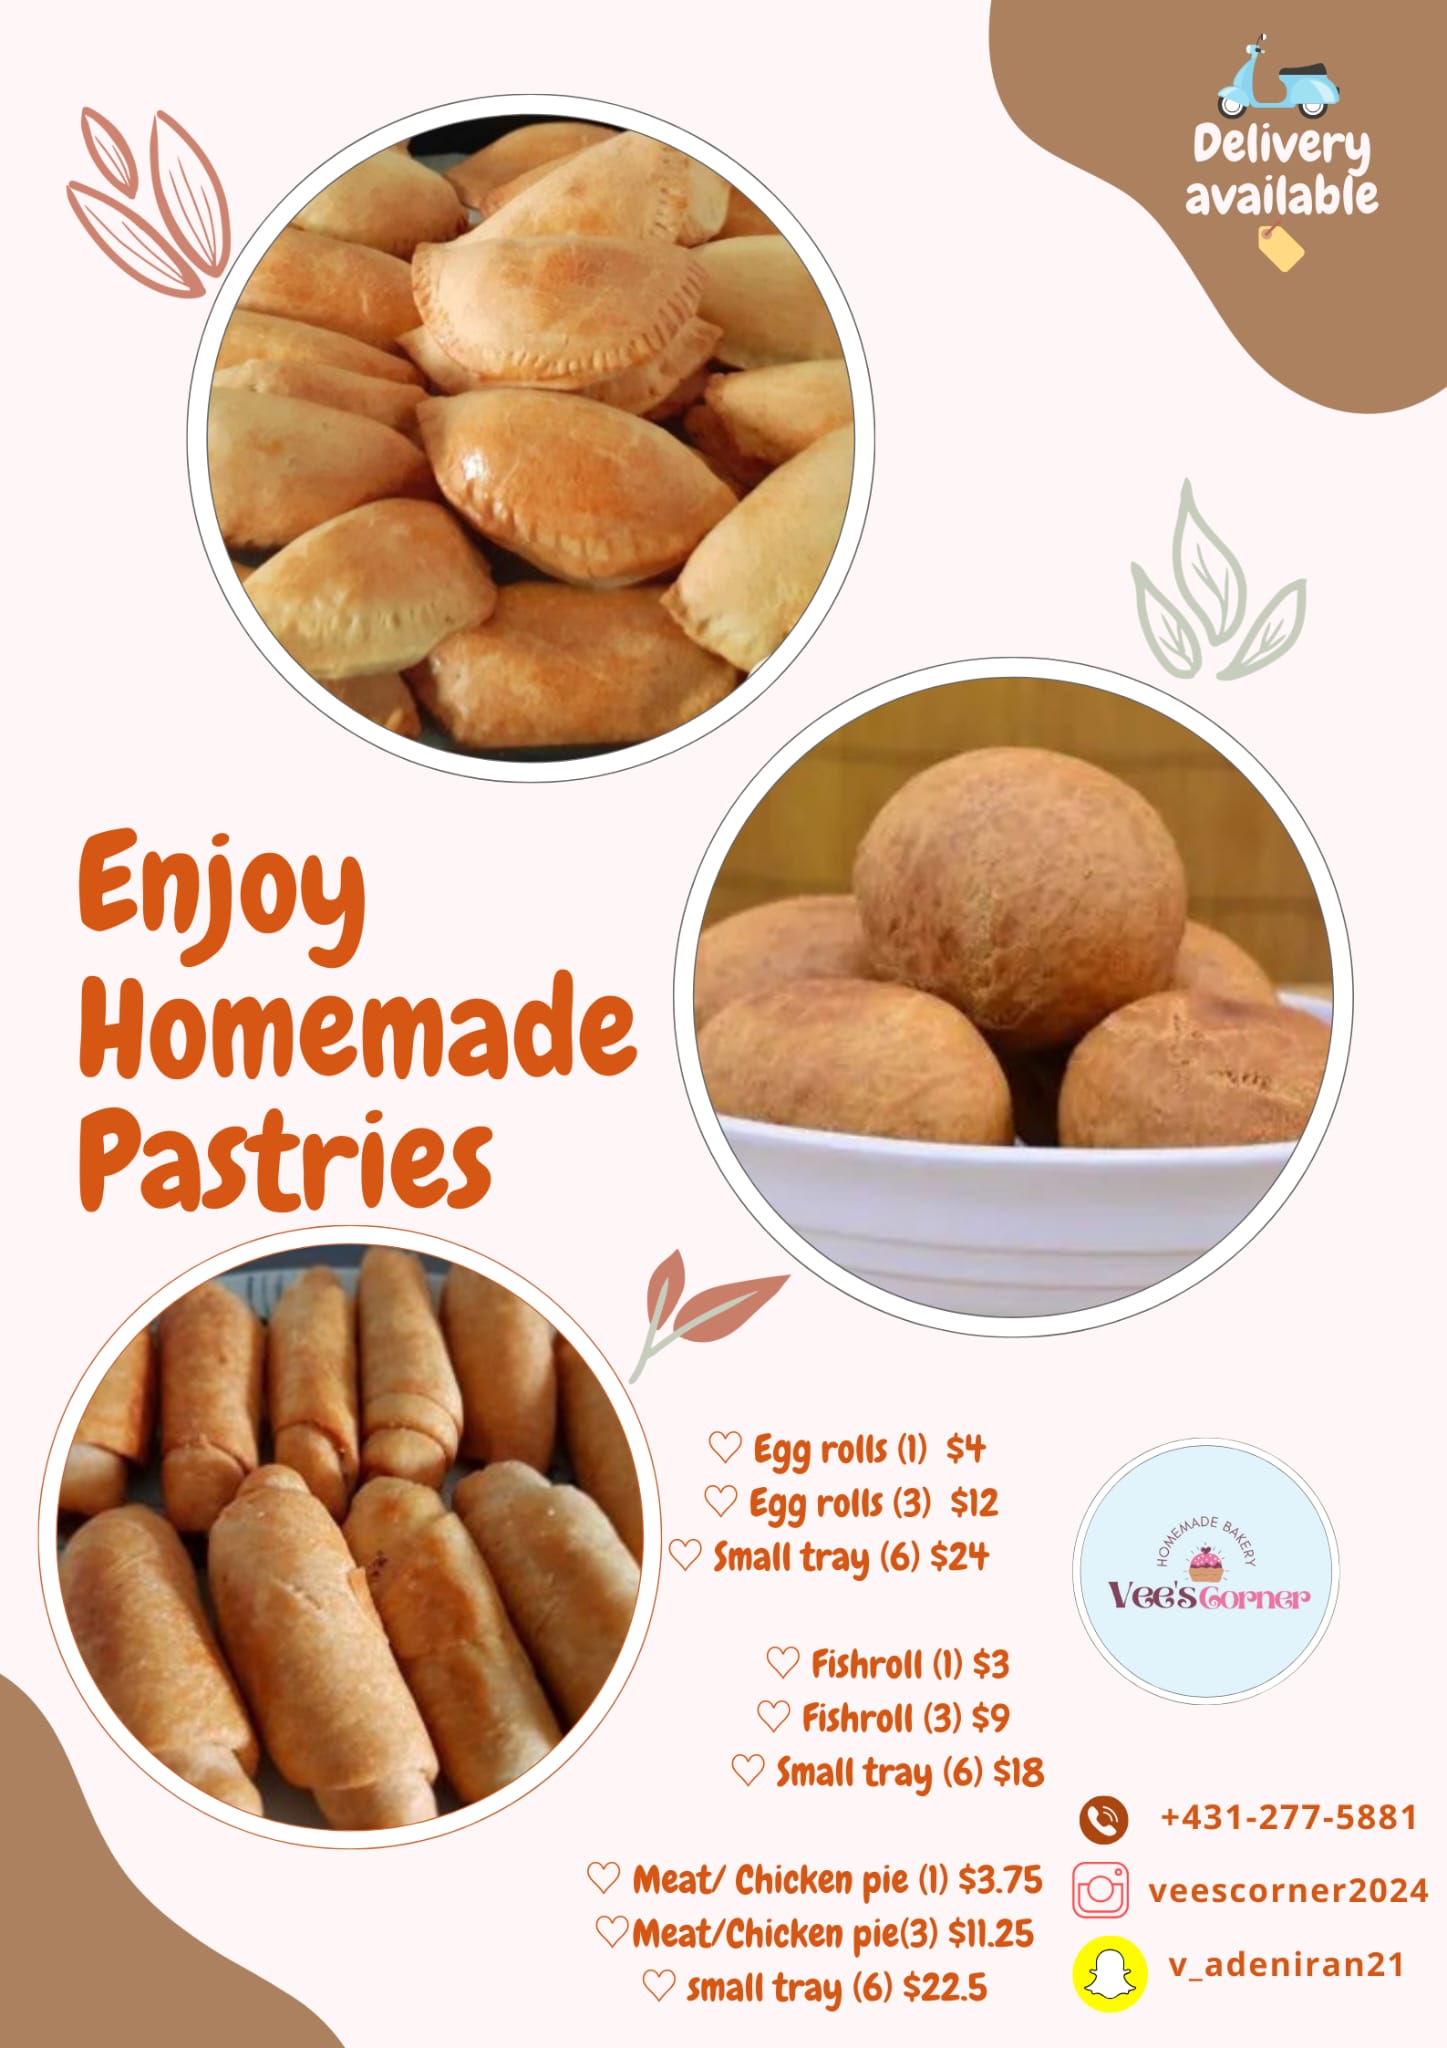 Delivery
available
Enjoy
Homemade
Pastries
♡ Egg rolls (1) $4
♡ Egg rolls (3) $12
♡ Small tray (6) $24
HOMEMADE BAKERY
Vee's Corner
♡ Fishroll (1) $3
♡ Fishroll (3) $9
♡ Small tray (6) $18
♡ Meat/ Chicken pie (1) $3.75
♡Meat/Chicken pie(3) $11.25
♡ small tray (6) $22.5
+431-277-5881
veescorner2024
v_adeniran21